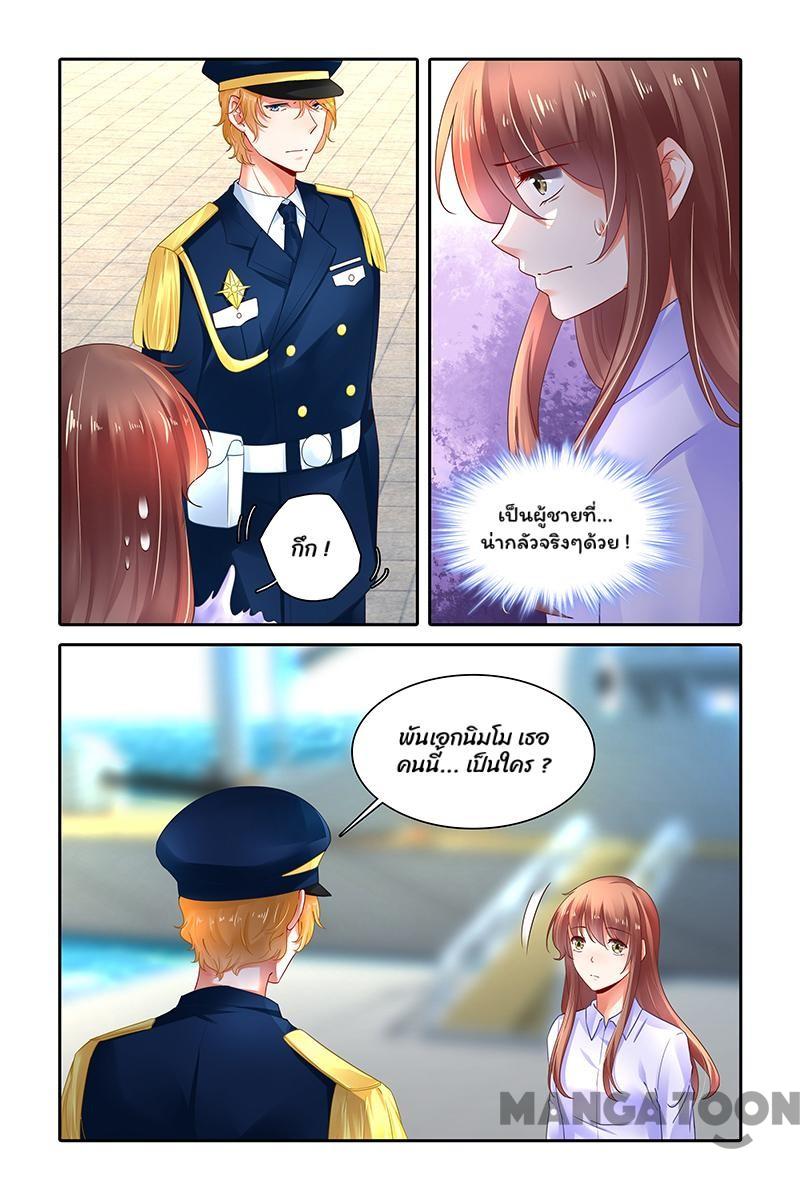 กึก !
เป็นผู้ชายที่...
น่ากลัวจริงๆด้วย !
พันเอกนิมโม เธอ
คนนี้... เป็นใคร ?
MANGATOON